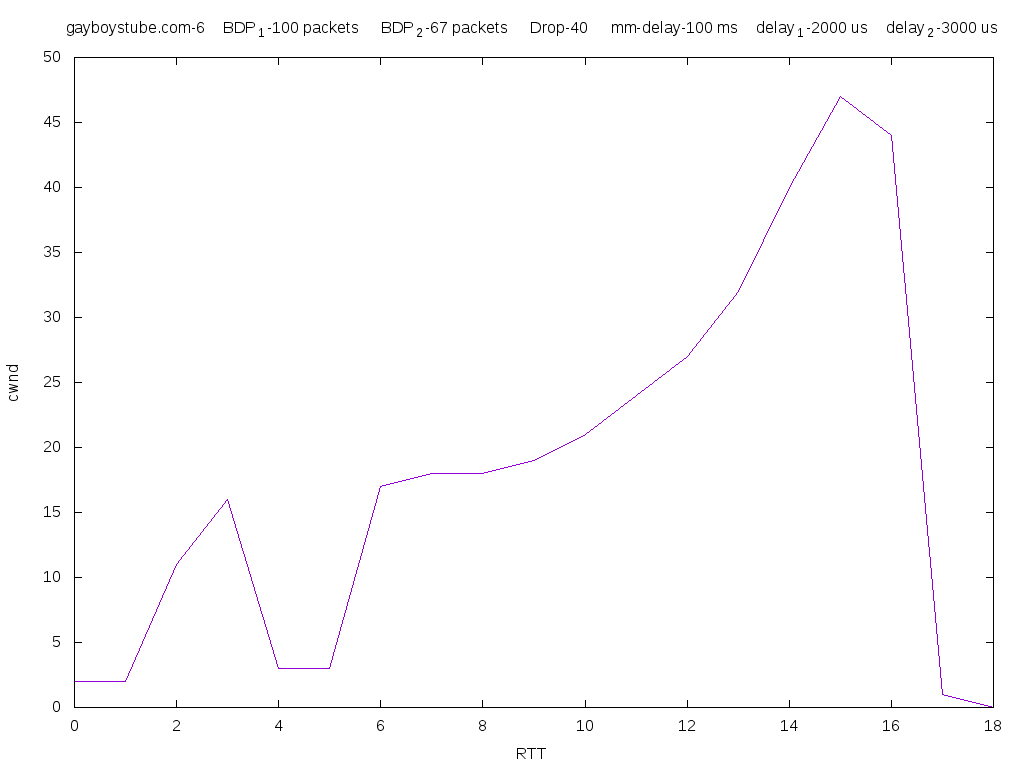 gayboystube.com-6 BDP1-100 packets BDP2-67 packets Drop-40 mm-delay-100 ms delay1-2000 us delay2-3000 us
50
45
40
35
30
25
20
15
10
5
0
cwnd
0 2 4 6 8 10 12 14 16 18
RTT